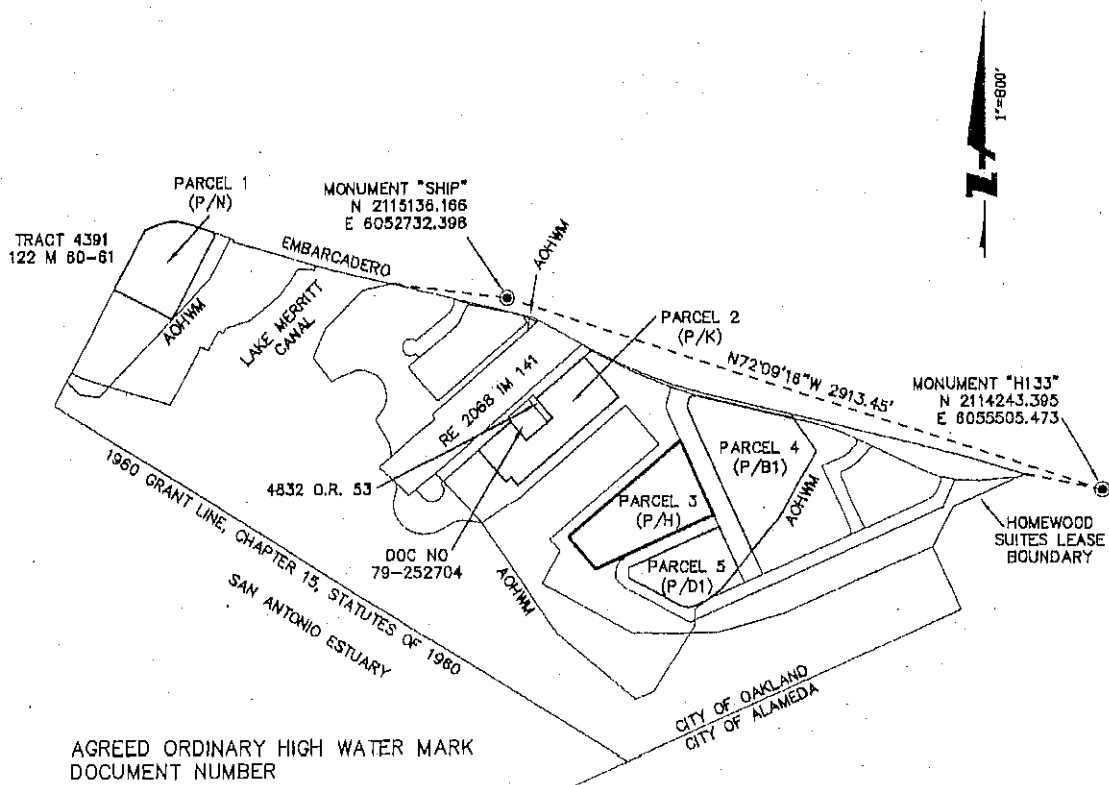 1"=800'
PARCEL 1
(P/N)
MONUMENT "SHIP"
N 2115136.166
E 6052732.398
TRACT 4391
122 M 60-61
EMBARCADERO
AOHWM
AOHWM
LAKE MERRITT
CANAL
PARCEL 2
(P/K)
N72°09'16"W 2913.45'
MONUMENT "H133"
N 2114243.395
E 6055505.473
RE 2068 IM 141
PARCEL 4
(P/B1)
4832 O.R. 53
PARCEL 3
(P/H)
AOHWM
HOMEWOOD
SUITES LEASE
BOUNDARY
DOC NO
79-252704
PARCEL 5
(P/D1)
AOHWM
1960 GRANT LINE, CHAPTER 15, STATUTES OF 1960
SAN ANTONIO ESTUARY
CITY OF OAKLAND
CITY OF ALAMEDA
AGREED ORDINARY HIGH WATER MARK
DOCUMENT NUMBER